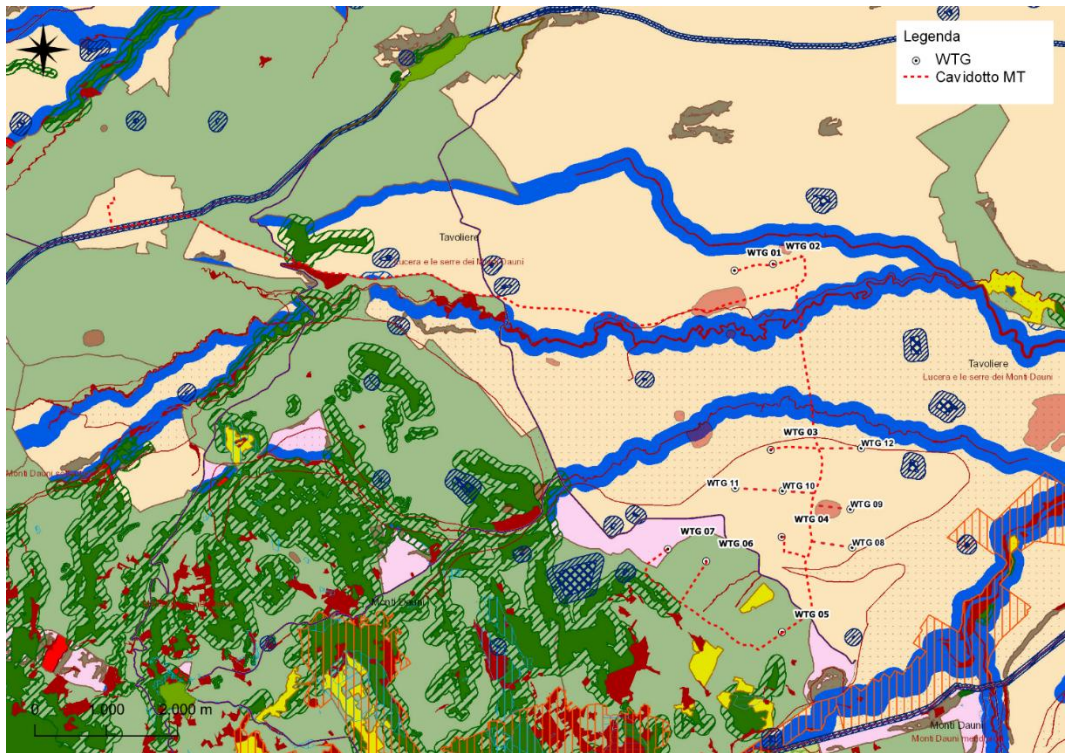 Legenda
WTG
Cavidotto MT
Tavoliere
Lucera e le serre dei Monti Dauni
WTG 01
WTG 02
Tavoliere
Lucera e le serre dei Monti Dauni
WTG 03
WTG 12
WTG 11
WTG 10
WTG 09
WTG 04
WTG 07
WTG 06
WTG 08
Monti Dauni
WTG 05
Monti Dauni
0 1.000 2.000 m